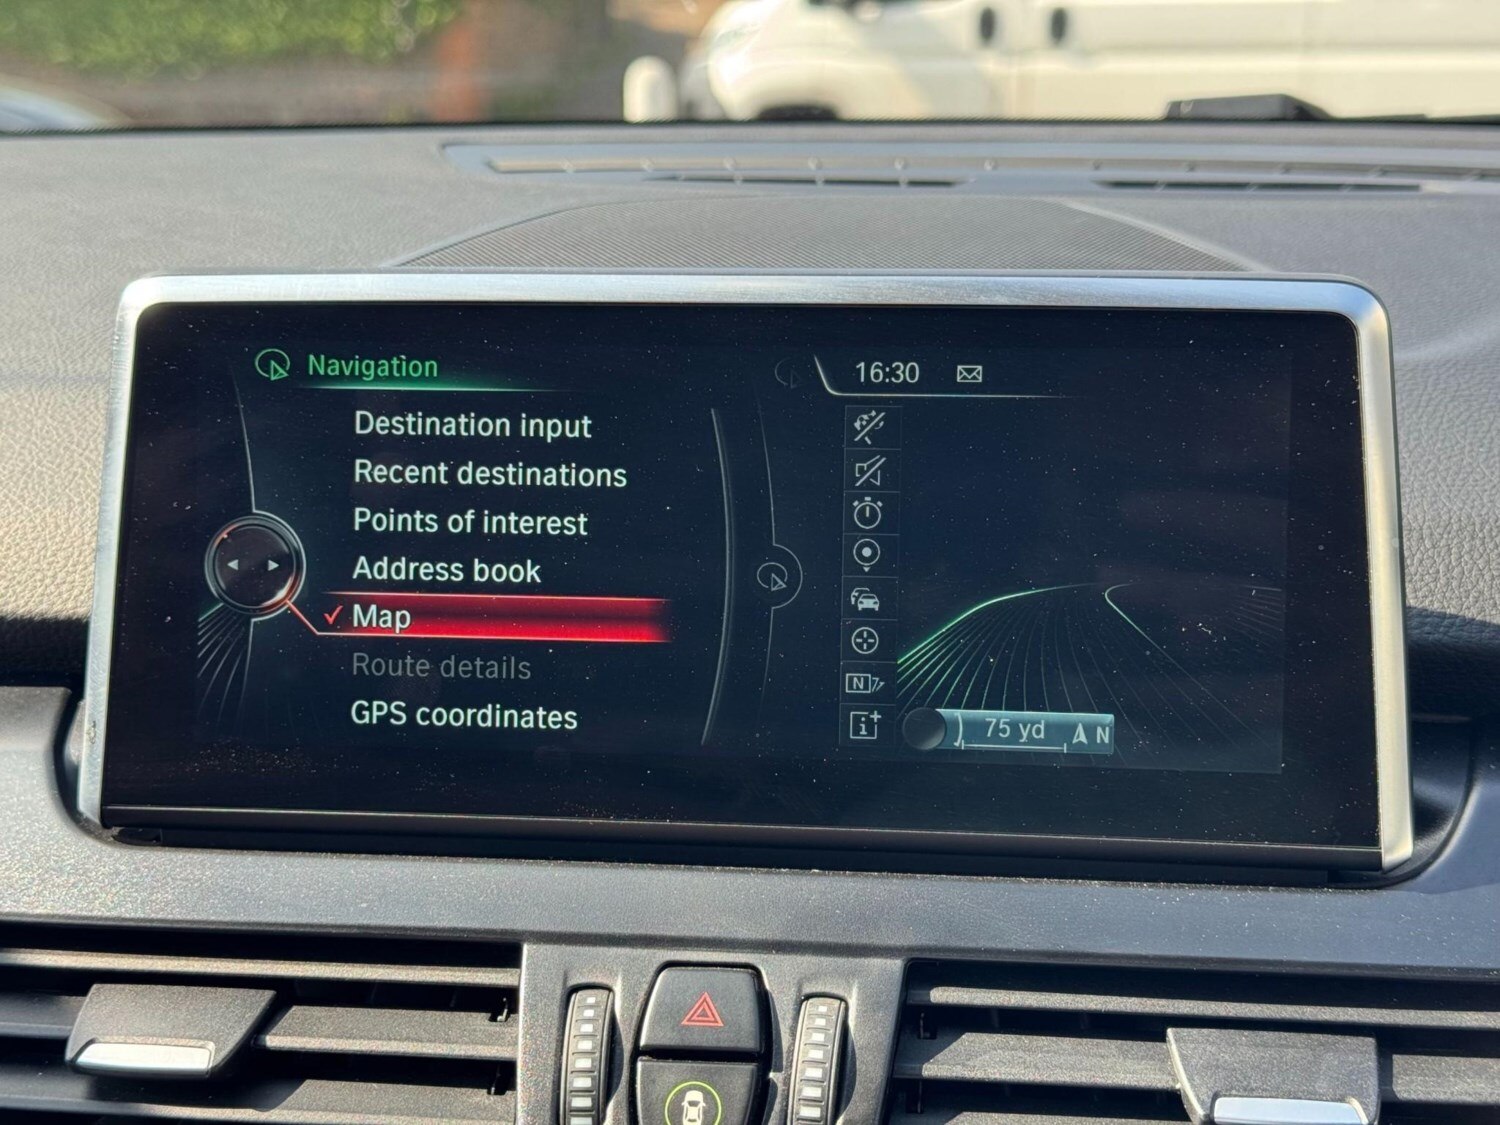 Navigation
Destination input
Recent destinations
Points of interest
Address book
Map
Route details
GPS coordinates
16:30
N
i
75 yd
N